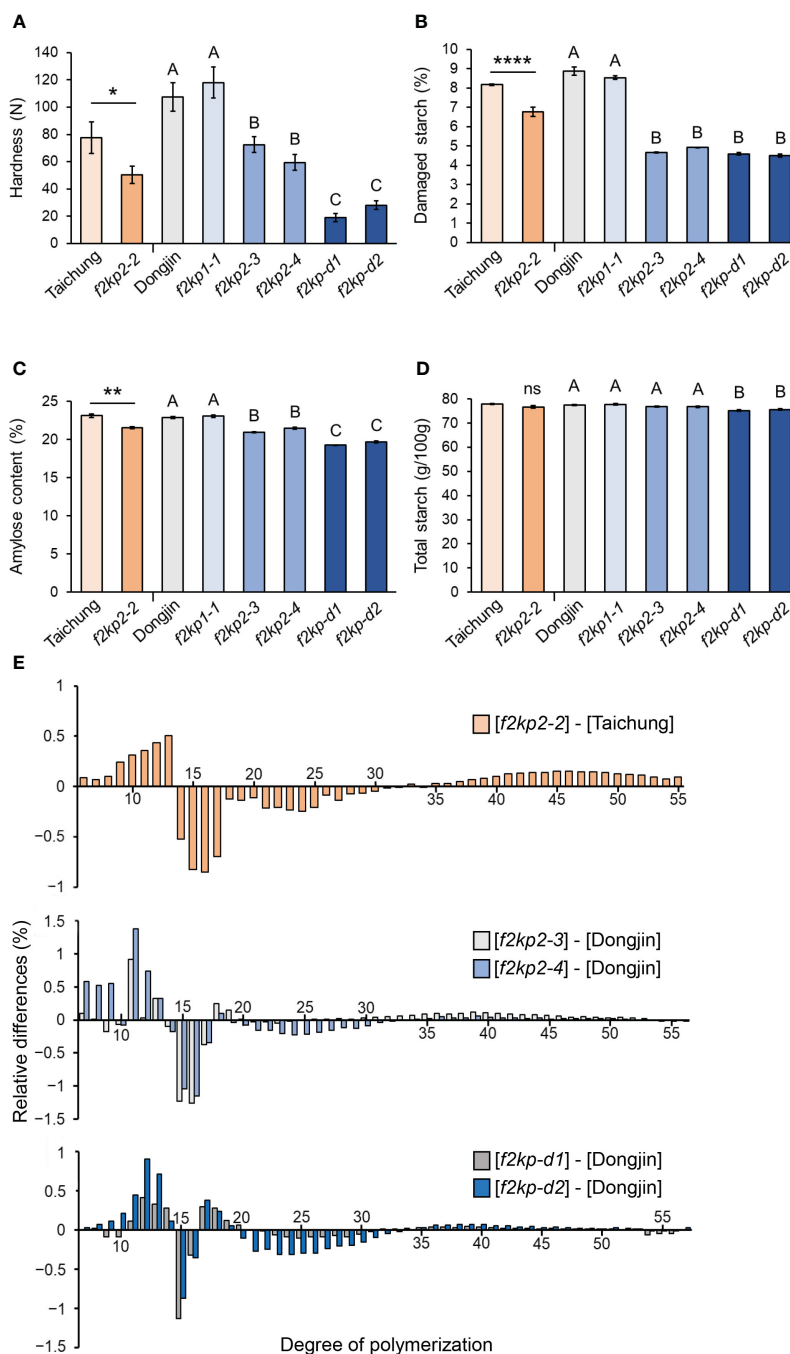 A
Hardness (N)
140
120
100
80
60
40
20
0
*
A
A
B
B
C
C
Taichung
f2kp2-2
Dongjin
f2kp1-1
f2kp2-3
f2kp2-4
f2kp-d1
f2kp-d2
B
Damaged starch (%)
10
9
8
7
6
5
4
3
2
1
0
****
A
A
B
B
B
B
Taichung
f2kp2-2
Dongjin
f2kp1-1
f2kp2-3
f2kp2-4
f2kp-d1
f2kp-d2
C
Amylose content (%)
25
20
15
10
5
0
**
A
A
B
B
C
C
Taichung
f2kp2-2
Dongjin
f2kp1-1
f2kp2-3
f2kp2-4
f2kp-d1
f2kp-d2
D
Total starch (g/100g)
80
70
60
50
40
30
20
10
0
ns
A
A
A
A
B
B
Taichung
f2kp2-2
Dongjin
f2kp1-1
f2kp2-3
f2kp2-4
f2kp-d1
f2kp-d2
E
Relative differences (%)
1
0.5
0
−0.5
−1
[f2kp2-2] - [Taichung]
10 15 20 25 30 35 40 45 50 55
1.5
1
0.5
0
−0.5
−1
−1.5
[f2kp2-3] - [Dongjin]
[f2kp2-4] - [Dongjin]
10 15 20 25 30 35 40 45 50 55
1
0.5
0
−0.5
−1
−1.5
[f2kp-d1] - [Dongjin]
[f2kp-d2] - [Dongjin]
10 15 20 25 30 35 40 45 50 55
Degree of polymerization